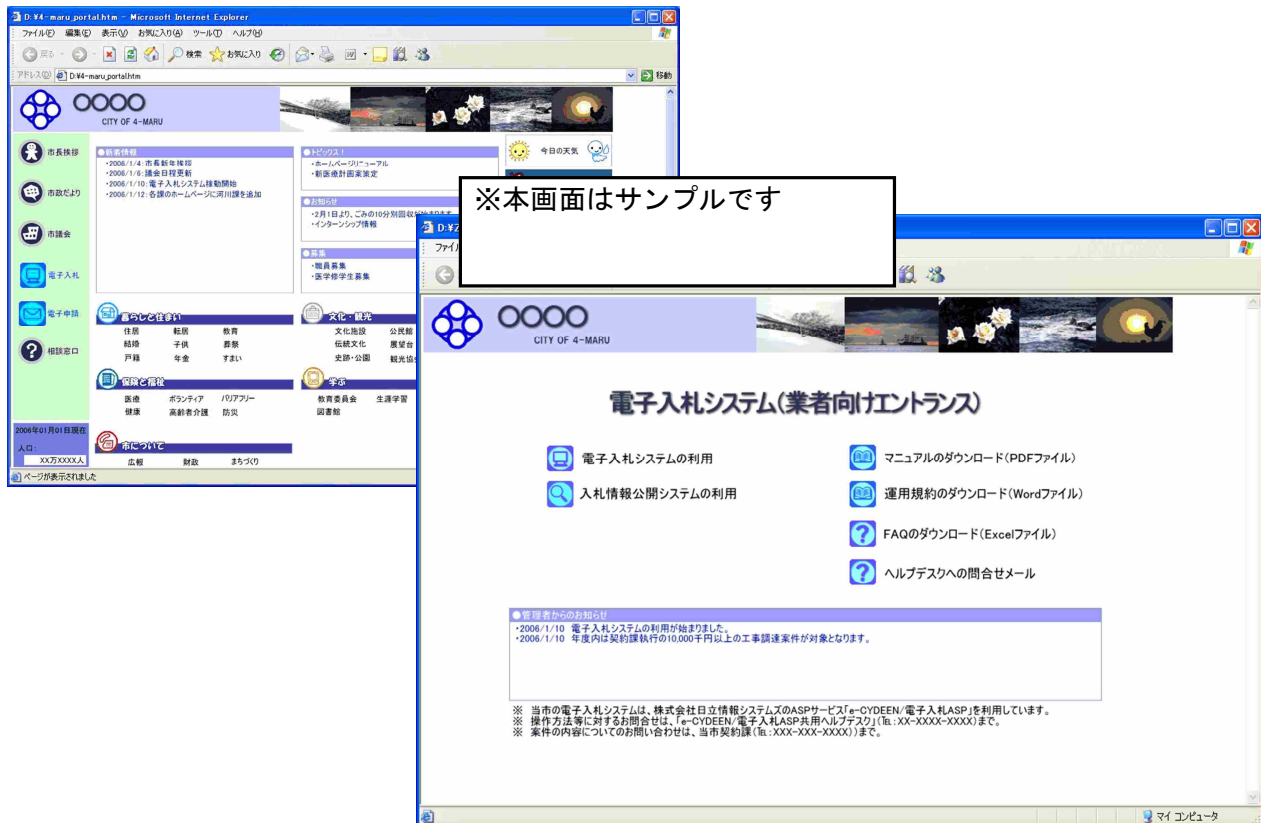 D:¥4-maru_portal.htm - Microsoft Internet Explorer
ファイル(F) 編集(E) 表示(V) お気に入り(A) ツール(T) ヘルプ(H)
戻る 検索 お気に入り
アドレス(D) D:¥4-maru_portal.htm 移動
〇〇〇〇
CITY OF 4-MARU
市長挨拶
市政だより
市議会
電子入札
電子申請
相談窓口
2006年01月01日現在
人口:
XX万XXXX人
●新着情報
・2006/1/4:市長新年挨拶
・2006/1/6:議会日程更新
・2006/1/10:電子入札システム稼動開始
・2006/1/12:各課のホームページに河川課を追加
●トピックス!
・ホームページリニューアル
・新医療計画案策定
●お知らせ
・2月1日より、ごみの10分別回収が始まります
・インターンシップ情報
●募集
・職員募集
・医学修学生募集
今日の天気
暮らしと住まい
住居 転居 教育
結婚 子供 葬祭
戸籍 年金 すまい
文化・観光
文化施設 公民館
伝統文化 展望台
史跡・公園 観光協
保険と福祉
医療 ボランティア バリアフリー
健康 高齢者介護 防災
学ぶ
教育委員会 生涯学習
図書館
市について
広報 財政 まちづくり
ページが表示されました
※本画面はサンプルです
D:¥2
ファイル
〇〇〇〇
CITY OF 4-MARU
電子入札システム(業者向けエントランス)
電子入札システムの利用
入札情報公開システムの利用
マニュアルのダウンロード(PDFファイル)
運用規約のダウンロード(Wordファイル)
FAQのダウンロード(Excelファイル)
ヘルプデスクへの問合せメール
●管理者からのお知らせ
・2006/1/10 電子入札システムの利用が始まりました。
・2006/1/10 年度内は契約課執行の10,000千円以上の工事調達案件が対象となります。
※ 当市の電子入札システムは、株式会社日立情報システムズのASPサービス「e-CYDEEN/電子入札ASP」を利用しています。
※ 操作方法等に対するお問合せは、「e-CYDEEN/電子入札ASP共用ヘルプデスク」(℡:XX-XXXX-XXXX)まで。
※ 案件の内容についてのお問い合わせは、当市契約課(℡:XXX-XXX-XXXX))まで。
マイ コンピュータ